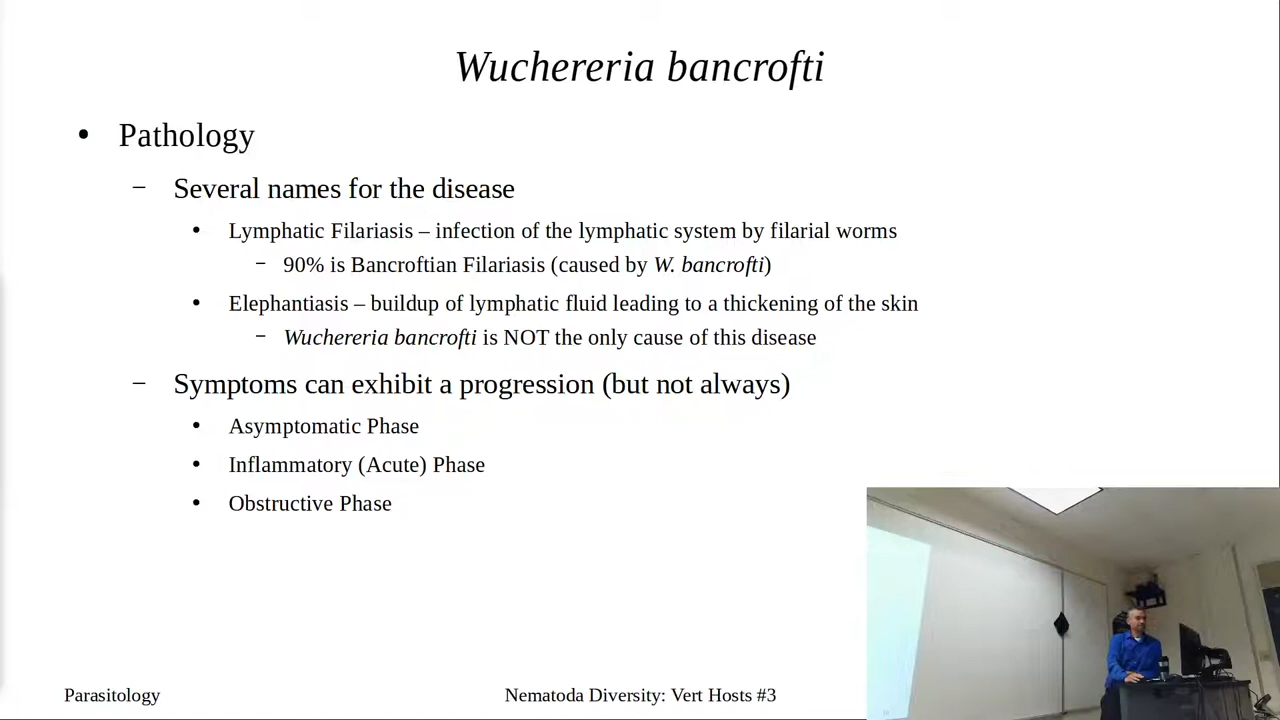 Wuchereria bancrofti
• Pathology
– Several names for the disease
• Lymphatic Filariasis – infection of the lymphatic system by filarial worms
– 90% is Bancroftian Filariasis (caused by W. bancrofti)
• Elephantiasis – buildup of lymphatic fluid leading to a thickening of the skin
– Wuchereria bancrofti is NOT the only cause of this disease
– Symptoms can exhibit a progression (but not always)
• Asymptomatic Phase
• Inflammatory (Acute) Phase
• Obstructive Phase
Parasitology
Nematoda Diversity: Vert Hosts #3